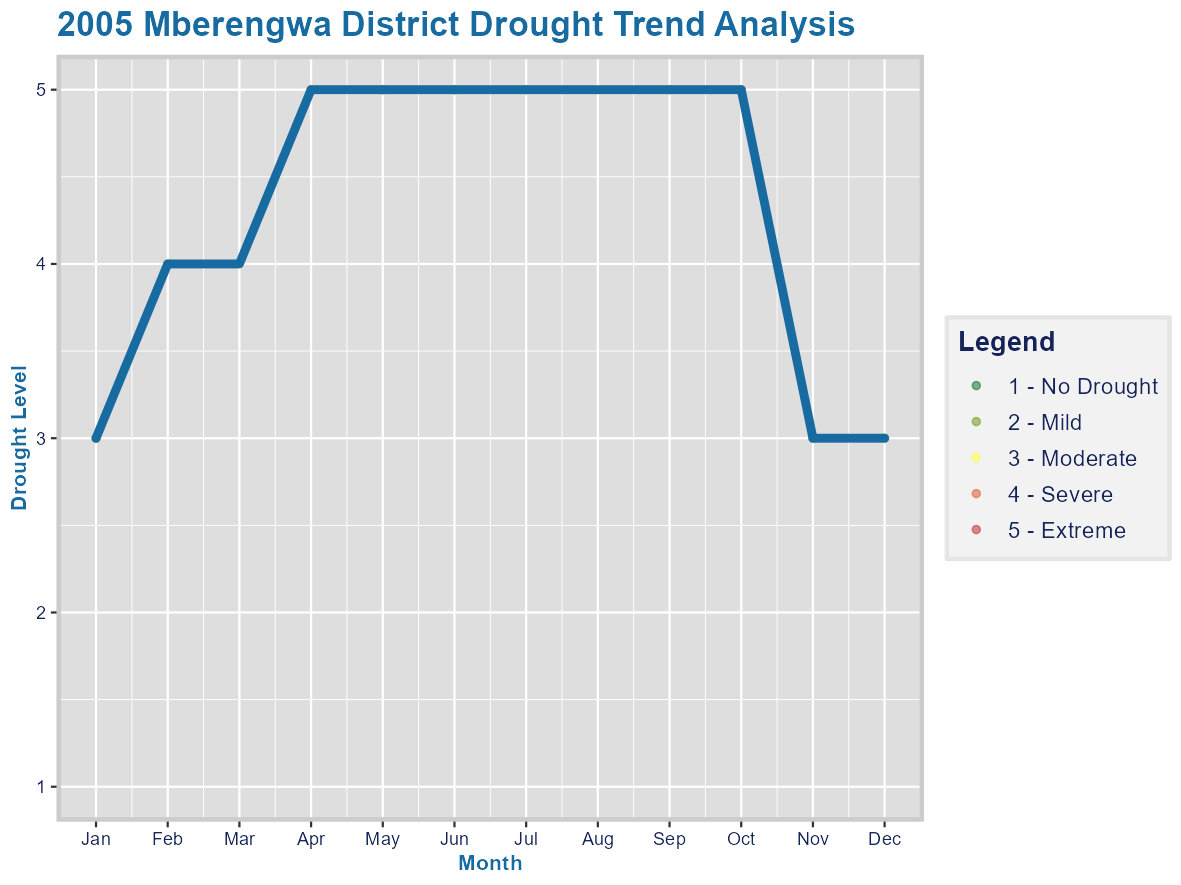 2005 Mberengwa District Drought Trend Analysis
Drought Level
5
4
3
2
1
Jan Feb Mar Apr May Jun Jul Aug Sep Oct Nov Dec
Month
Legend
1 - No Drought
2 - Mild
3 - Moderate
4 - Severe
5 - Extreme